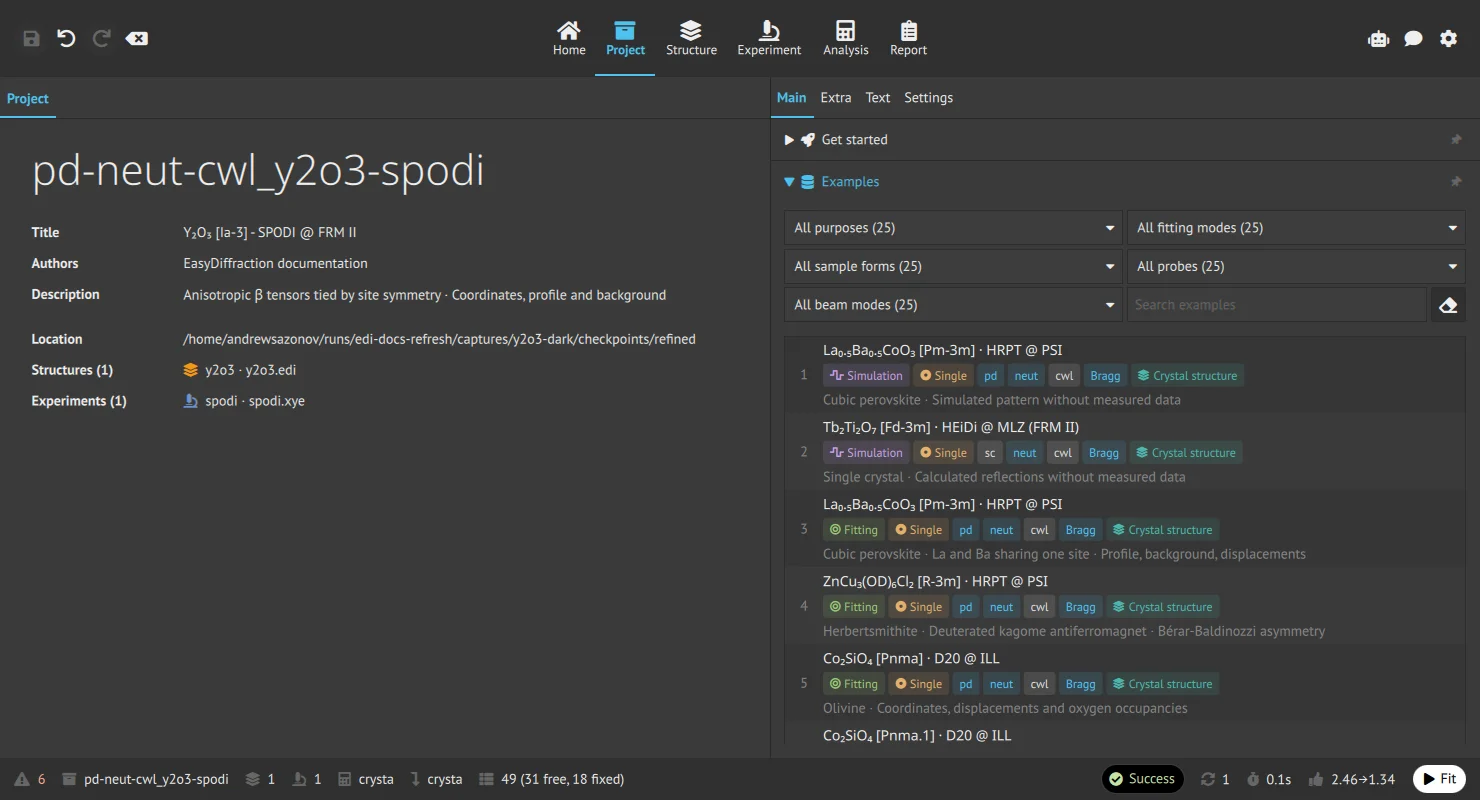 Home
Project
Structure
Experiment
Analysis
Report
Project
pd-neut-cwl_y2o3-spodi
Title Y₂O₃ [Ia-3] - SPODI @ FRM II
Authors EasyDiffraction documentation
Description Anisotropic β tensors tied by site symmetry · Coordinates, profile and background
Location /home/andrewsazonov/runs/edi-docs-refresh/captures/y2o3-dark/checkpoints/refined
Structures (1) y2o3 · y2o3.edi
Experiments (1) spodi · spodi.xye
Main Extra Text Settings
Get started
Examples
All purposes (25) All fitting modes (25)
All sample forms (25) All probes (25)
All beam modes (25) Search examples
La₀.₅Ba₀.₅CoO₃ [Pm-3m] · HRPT @ PSI
1 Simulation Single pd neut cwl Bragg Crystal structure
Cubic perovskite · Simulated pattern without measured data
Tb₂Ti₂O₇ [Fd-3m] · HEiDi @ MLZ (FRM II)
2 Simulation Single sc neut cwl Bragg Crystal structure
Single crystal · Calculated reflections without measured data
La₀.₅Ba₀.₅CoO₃ [Pm-3m] · HRPT @ PSI
3 Fitting Single pd neut cwl Bragg Crystal structure
Cubic perovskite · La and Ba sharing one site · Profile, background, displacements
ZnCu₃(OD)₆Cl₂ [R-3m] · HRPT @ PSI
4 Fitting Single pd neut cwl Bragg Crystal structure
Herbertsmithite · Deuterated kagome antiferromagnet · Bérar-Baldinozzi asymmetry
Co₂SiO₄ [Pnma] · D20 @ ILL
5 Fitting Single pd neut cwl Bragg Crystal structure
Olivine · Coordinates, displacements and oxygen occupancies
Co₂SiO₄ [Pnma.1] · D20 @ ILL
6 pd-neut-cwl_y2o3-spodi 1 1 crysta crysta 49 (31 free, 18 fixed) Success 1 0.1s 2.46→1.34 Fit